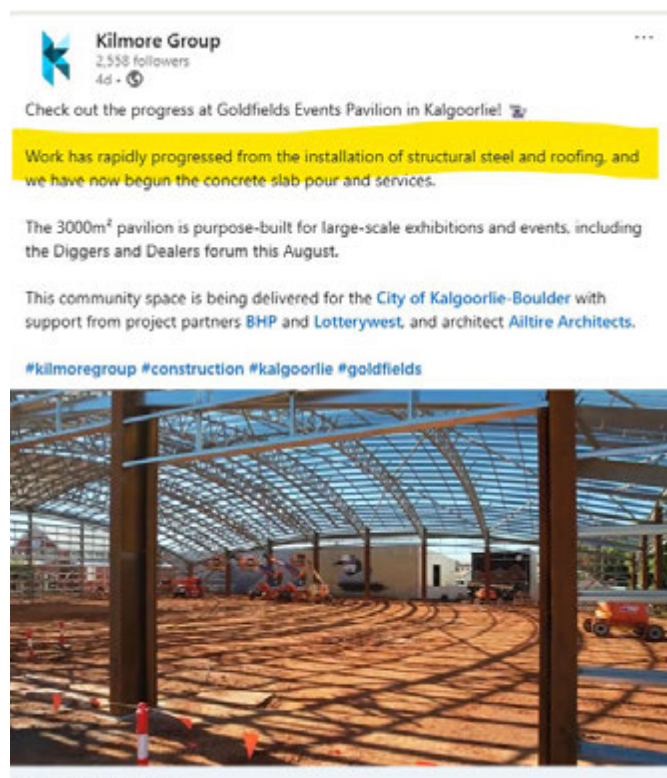 Kilmore Group
2,558 followers
4d •
Check out the progress at Goldfields Events Pavilion in Kalgoorlie!
Work has rapidly progressed from the installation of structural steel and roofing, and
we have now begun the concrete slab pour and services.
The 3000m² pavilion is purpose-built for large-scale exhibitions and events, including
the Diggers and Dealers forum this August.
This community space is being delivered for the City of Kalgoorlie-Boulder with
support from project partners BHP and Lotterywest, and architect Ailtire Architects.
#kilmoregroup #construction #kalgoorlie #goldfields